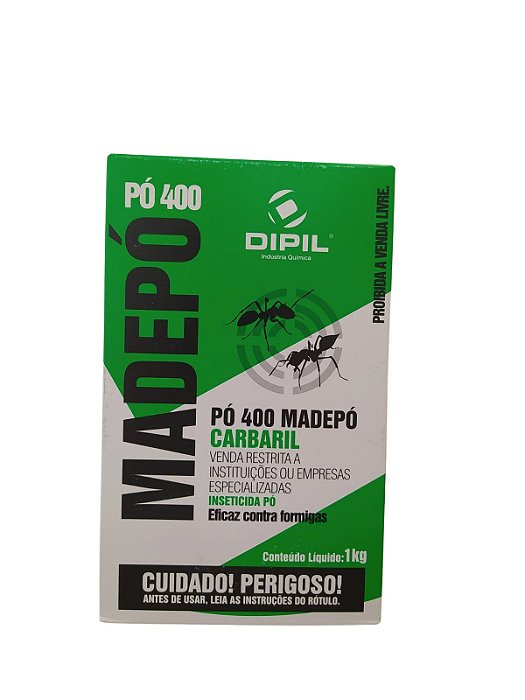 PÓ 400
MADEPÓ
DIPIL®
Indústria Química
PROIBIDA A VENDA LIVRE.
PÓ 400 MADEPÓ
CARBARIL
VENDA RESTRITA A
INSTITUIÇÕES OU EMPRESAS
ESPECIALIZADAS
INSETICIDA PÓ
Eficaz contra formigas
Conteúdo Líquido: 1kg
CUIDADO! PERIGOSO!
ANTES DE USAR, LEIA AS INSTRUÇÕES DO RÓTULO.